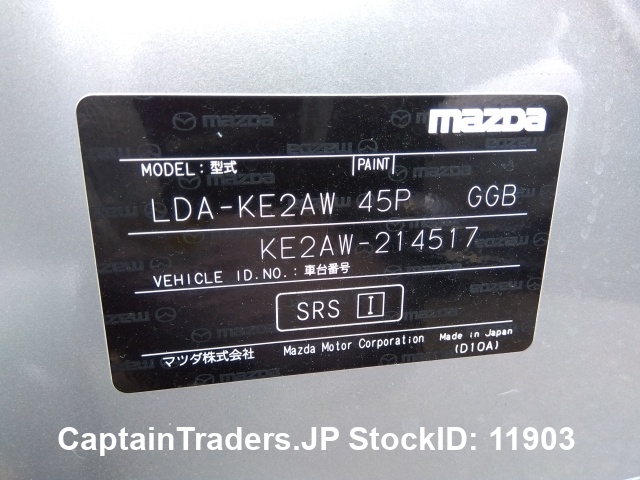 mazda
MODEL: 型式 PAINT
LDA-KE2AW 45P GGB
KE2AW-214517
VEHICLE ID.NO.: 車台番号
SRS I
マツダ株式会社 Mazda Motor Corporation Made in Japan
(D10A)
CaptainTraders.JP StockID: 11903